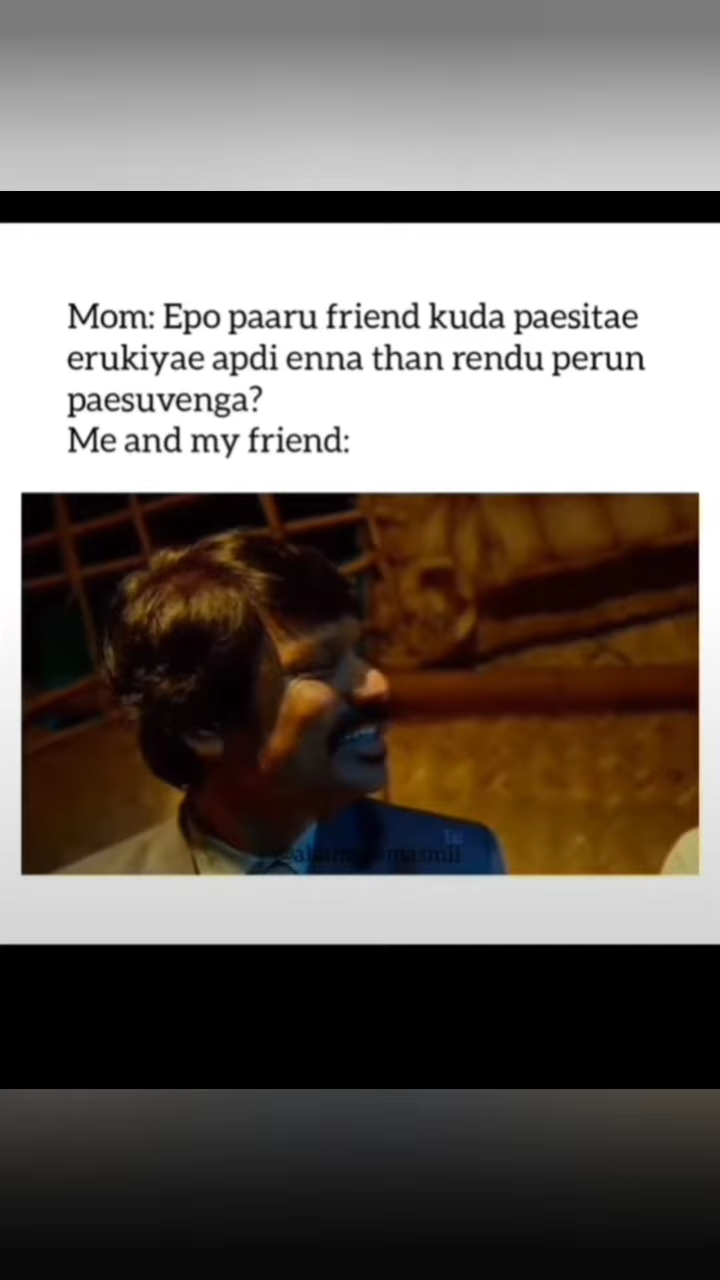 Mom: Epo paaru friend kuda paesitae
erukiyae apdi enna than rendu perun
paesuvenga?
Me and my friend: